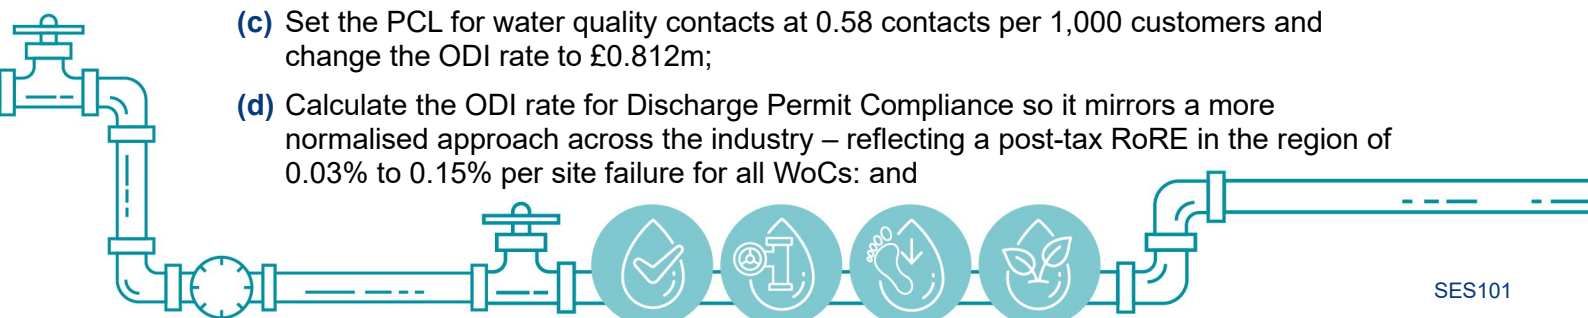 (c) Set the PCL for water quality contacts at 0.58 contacts per 1,000 customers and
change the ODI rate to £0.812m;
(d) Calculate the ODI rate for Discharge Permit Compliance so it mirrors a more
normalised approach across the industry – reflecting a post-tax RoRE in the region of
0.03% to 0.15% per site failure for all WoCs: and
SES101